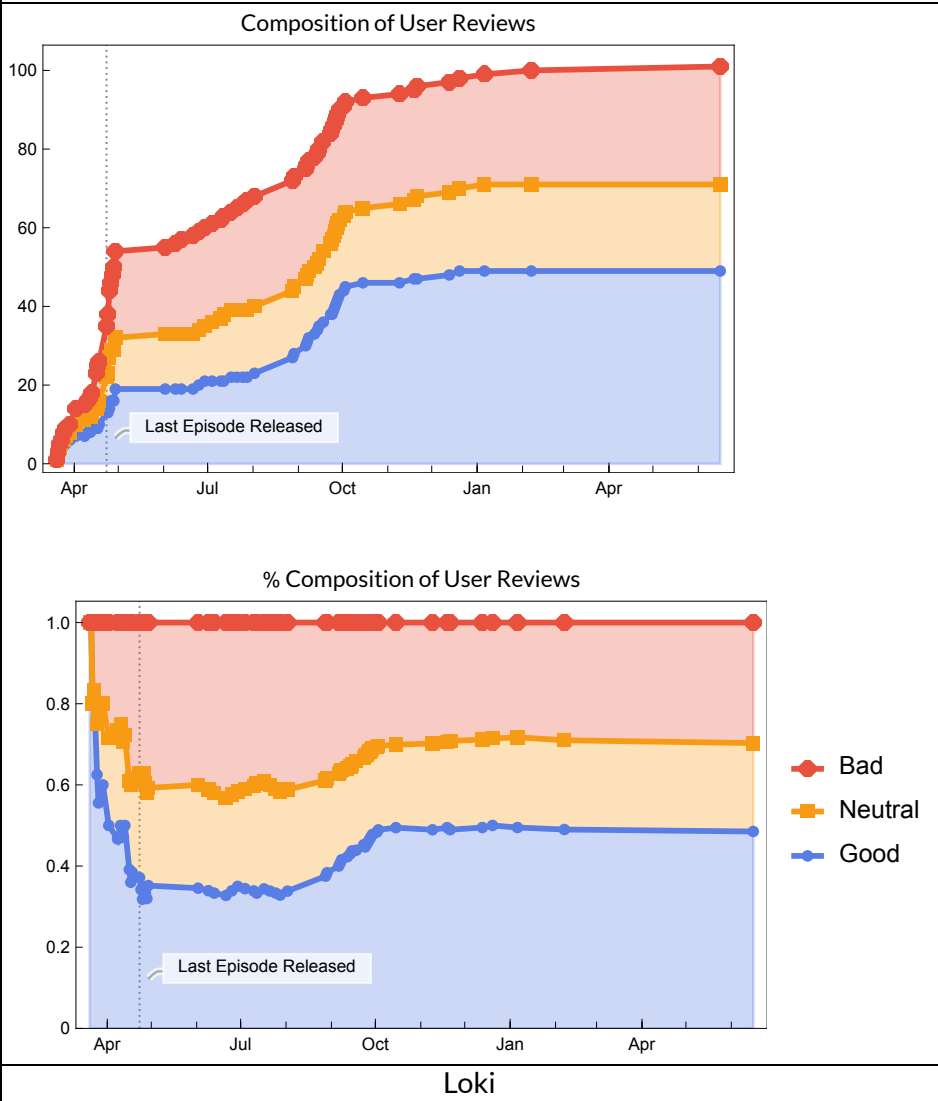 Composition of User Reviews
100
80
60
40
20
0
Last Episode Released
Apr Jul Oct Jan Apr
% Composition of User Reviews
1.0
0.8
0.6
0.4
0.2
0
Last Episode Released
Apr Jul Oct Jan Apr
Bad
Neutral
Good
Loki